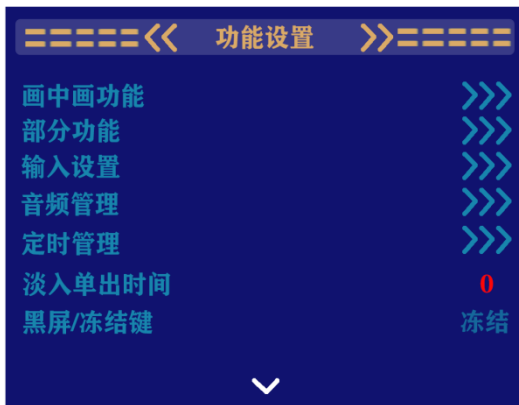 功能设置
画中画功能
部分功能
输入设置
音频管理
定时管理
淡入单出时间 0
黑屏/冻结键 冻结